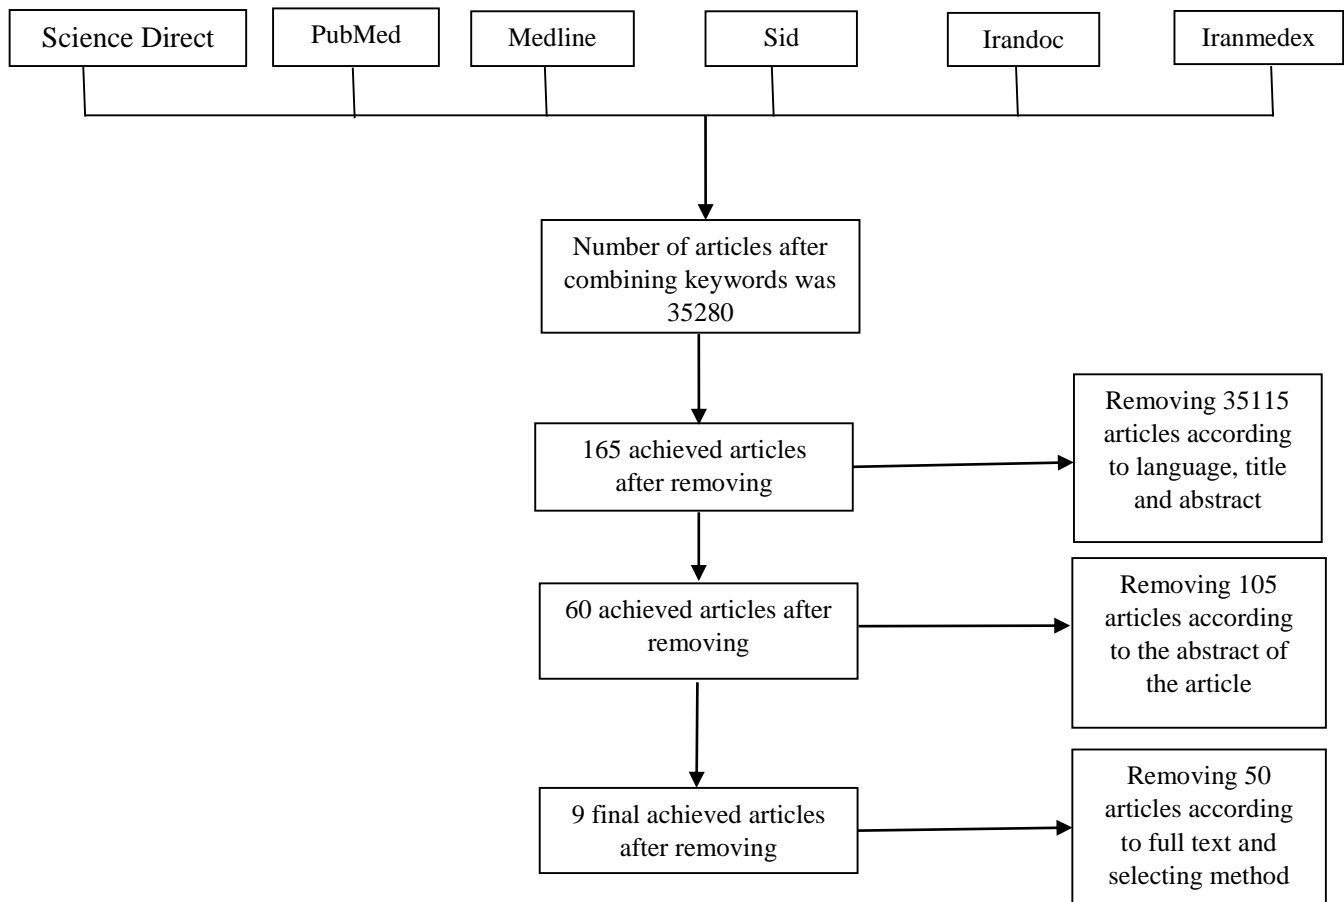 Science Direct
PubMed
Medline
Sid
Irandoc
Iranmedex
Number of articles after
combining keywords was
35280
165 achieved articles
after removing
Removing 35115
articles according
to language, title
and abstract
60 achieved articles after
removing
Removing 105
articles according
to the abstract of
the article
9 final achieved articles
after removing
Removing 50
articles according
to full text and
selecting method